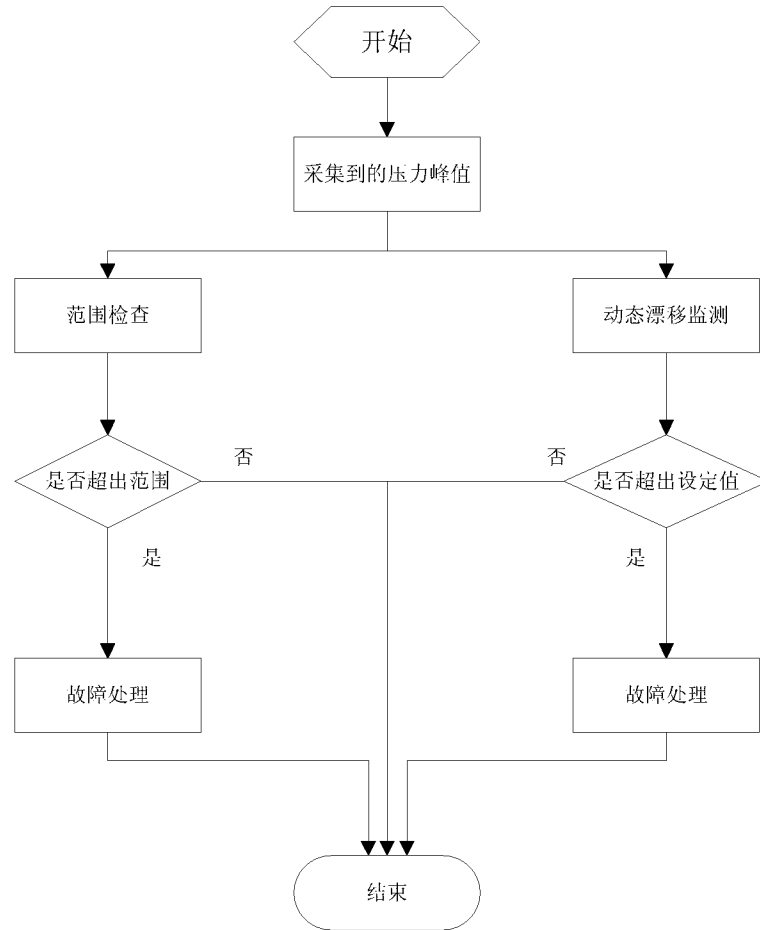 开始
采集到的压力峰值
范围检查
动态漂移监测
是否超出范围
否
否
是否超出设定值
是
是
故障处理
故障处理
结束